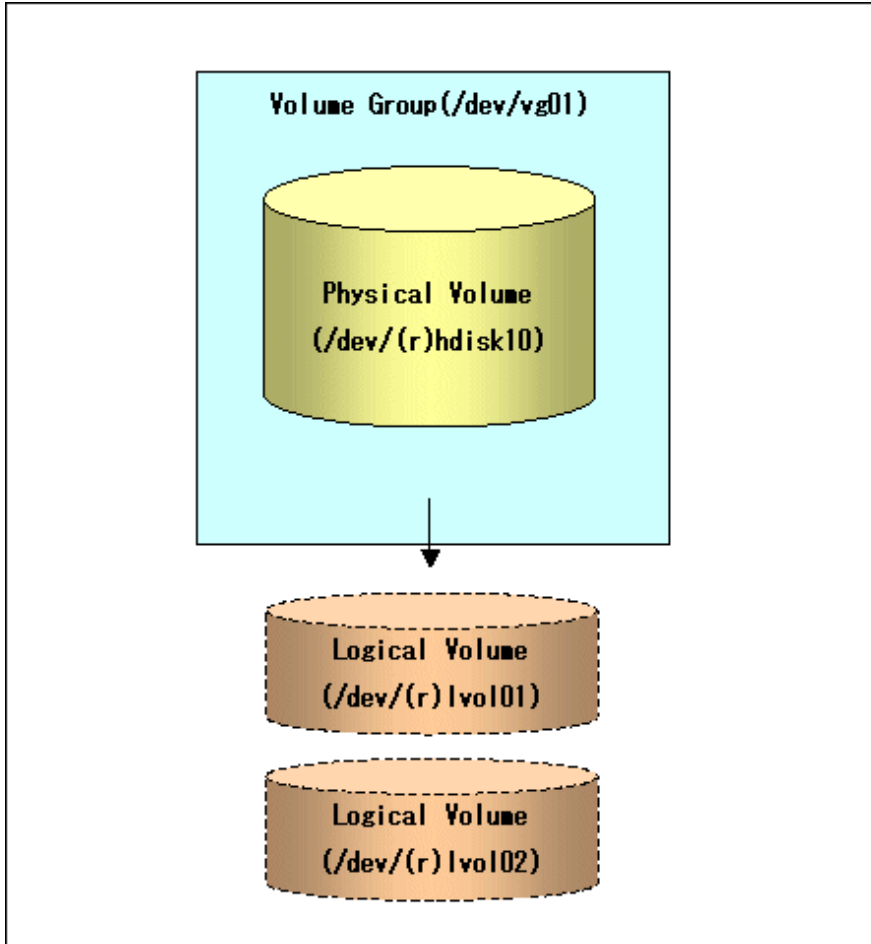 Volume Group(/dev/vg01)
Physical Volume
(/dev/(r)hdisk10)
Logical Volume
(/dev/(r)lvol01)
Logical Volume
(/dev/(r)lvol02)